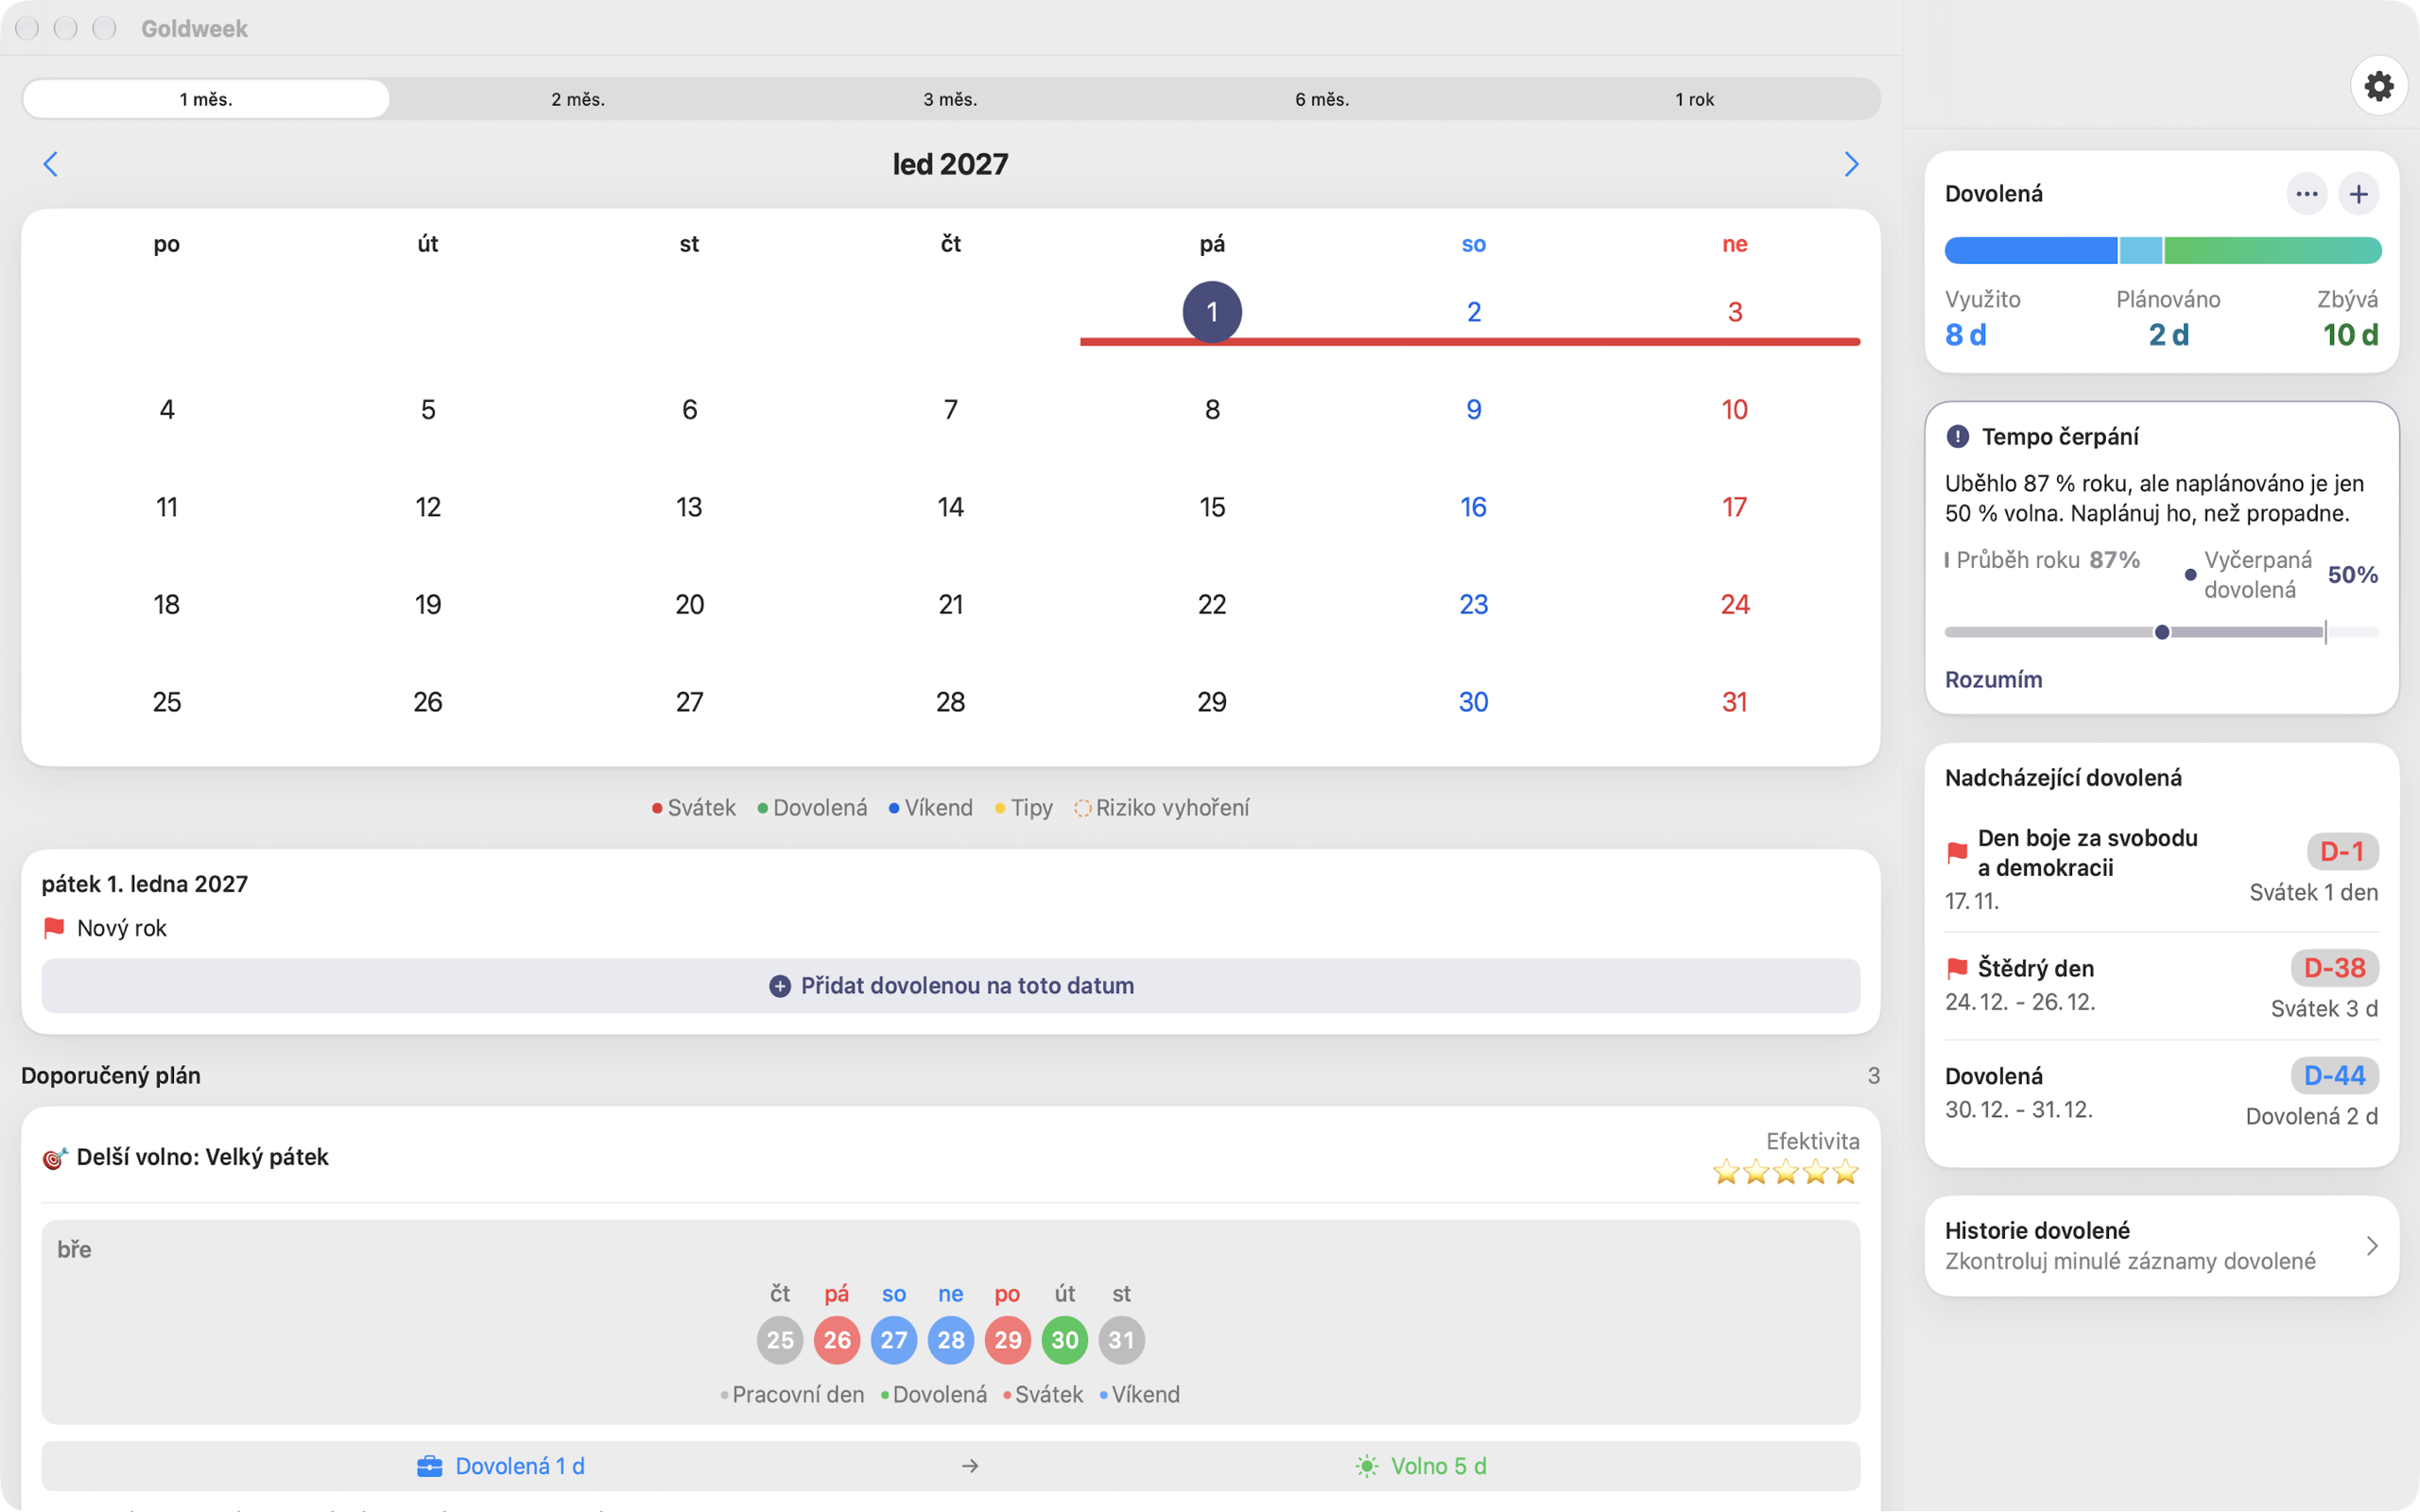 Goldweek
1 měs.
2 měs.
3 měs.
6 měs.
1 rok
led 2027
po út st čt pá so ne
1 2 3
4 5 6 7 8 9 10
11 12 13 14 15 16 17
18 19 20 21 22 23 24
25 26 27 28 29 30 31
Svátek Dovolená Víkend Tipy Riziko vyhoření
pátek 1. ledna 2027
Nový rok
Přidat dovolenou na toto datum
Doporučený plán 3
Delší volno: Velký pátek
Efektivita
bře
čt pá so ne po út st
25 26 27 28 29 30 31
Pracovní den Dovolená Svátek Víkend
Dovolená 1 d → Volno 5 d
Dovolená
Využito Plánováno Zbývá
8 d 2 d 10 d
Tempo čerpání
Uběhlo 87 % roku, ale naplánováno je jen
50 % volna. Naplánuj ho, než propadne.
Průběh roku 87%
Vyčerpaná
dovolená
50%
Rozumím
Nadcházející dovolená
Den boje za svobodu
a demokracii
17. 11.
D-1
Svátek 1 den
Štědrý den
24. 12. - 26. 12.
D-38
Svátek 3 d
Dovolená
30. 12. - 31. 12.
D-44
Dovolená 2 d
Historie dovolené
Zkontroluj minulé záznamy dovolené